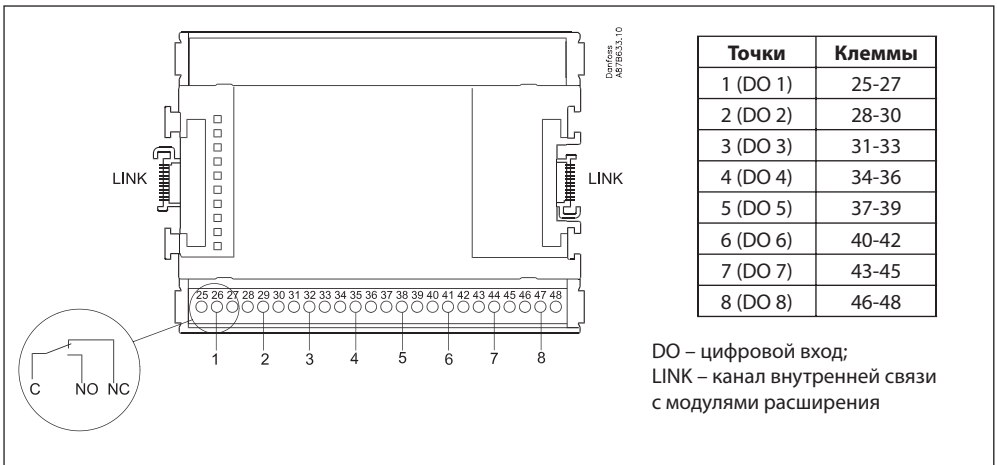 Danfoss
A87B633.10
LINK
LINK
25 26 27 28 29 30 31 32 33 34 35 36 37 38 39 40 41 42 43 44 45 46 47 48
1 2 3 4 5 6 7 8
C NO NC
Точки Клеммы
1 (DO 1) 25-27
2 (DO 2) 28-30
3 (DO 3) 31-33
4 (DO 4) 34-36
5 (DO 5) 37-39
6 (DO 6) 40-42
7 (DO 7) 43-45
8 (DO 8) 46-48
DO – цифровой вход;
LINK – канал внутренней связи
с модулями расширения